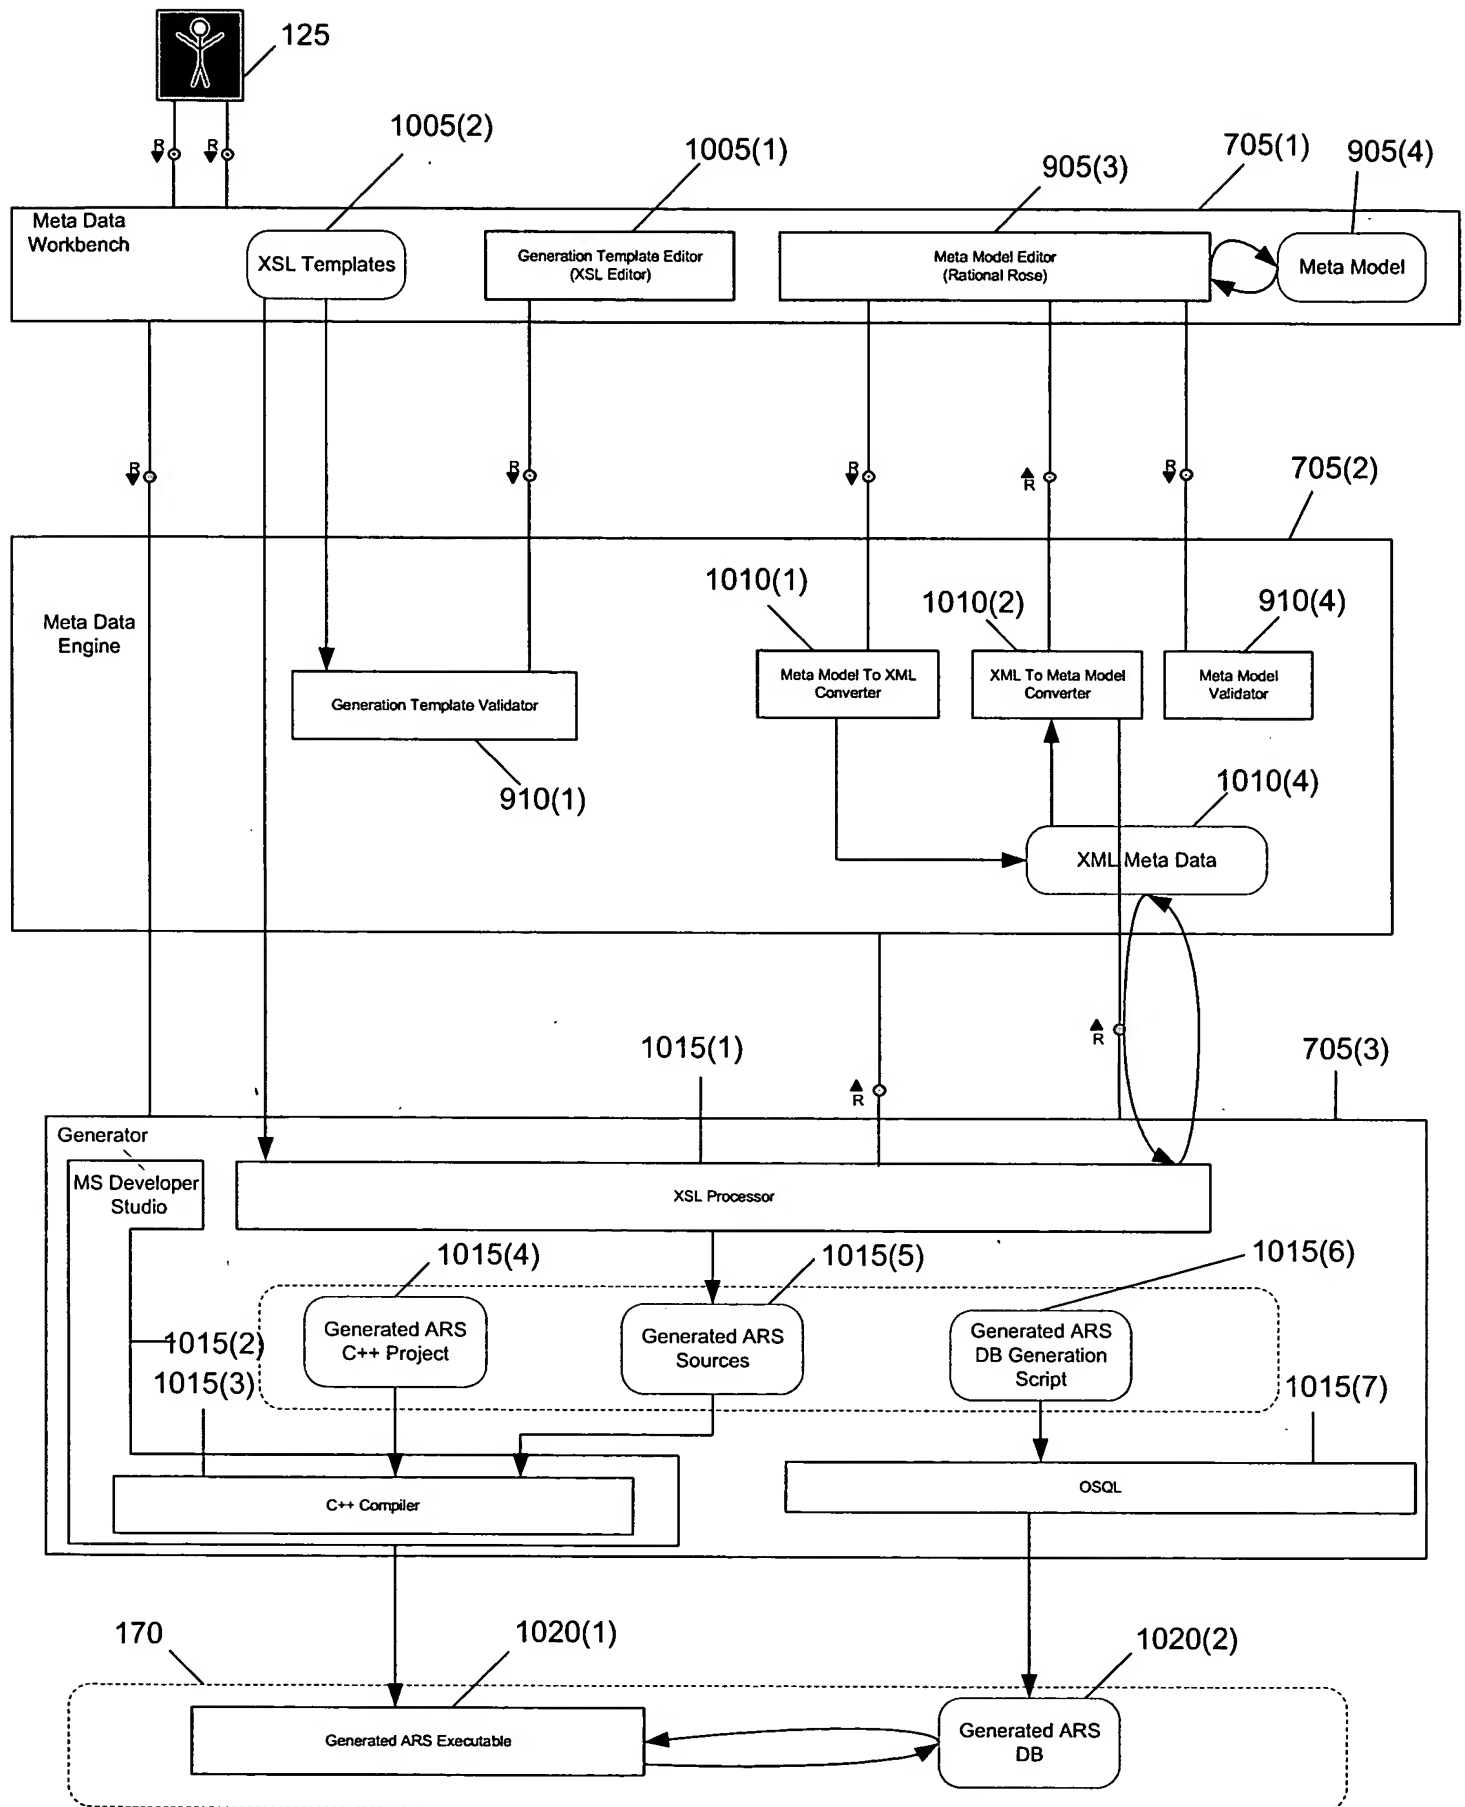 125
R
R
1005(2)
1005(1)
905(3)
705(1)
905(4)
Meta Data
Workbench
XSL Templates
Generation Template Editor
(XSL Editor)
Meta Model Editor
(Rational Rose)
Meta Model
R
R
R
R
R
705(2)
Meta Data
Engine
1010(1)
1010(2)
910(4)
Generation Template Validator
Meta Model To XML
Converter
XML To Meta Model
Converter
Meta Model
Validator
910(1)
1010(4)
XML Meta Data
R
R
1015(1)
705(3)
Generator
MS Developer
Studio
XSL Processor
1015(4)
1015(5)
1015(6)
Generated ARS
C++ Project
Generated ARS
Sources
Generated ARS
DB Generation
Script
1015(2)
1015(3)
1015(7)
C++ Compiler
OSQL
170
1020(1)
1020(2)
Generated ARS Executable
Generated ARS
DB